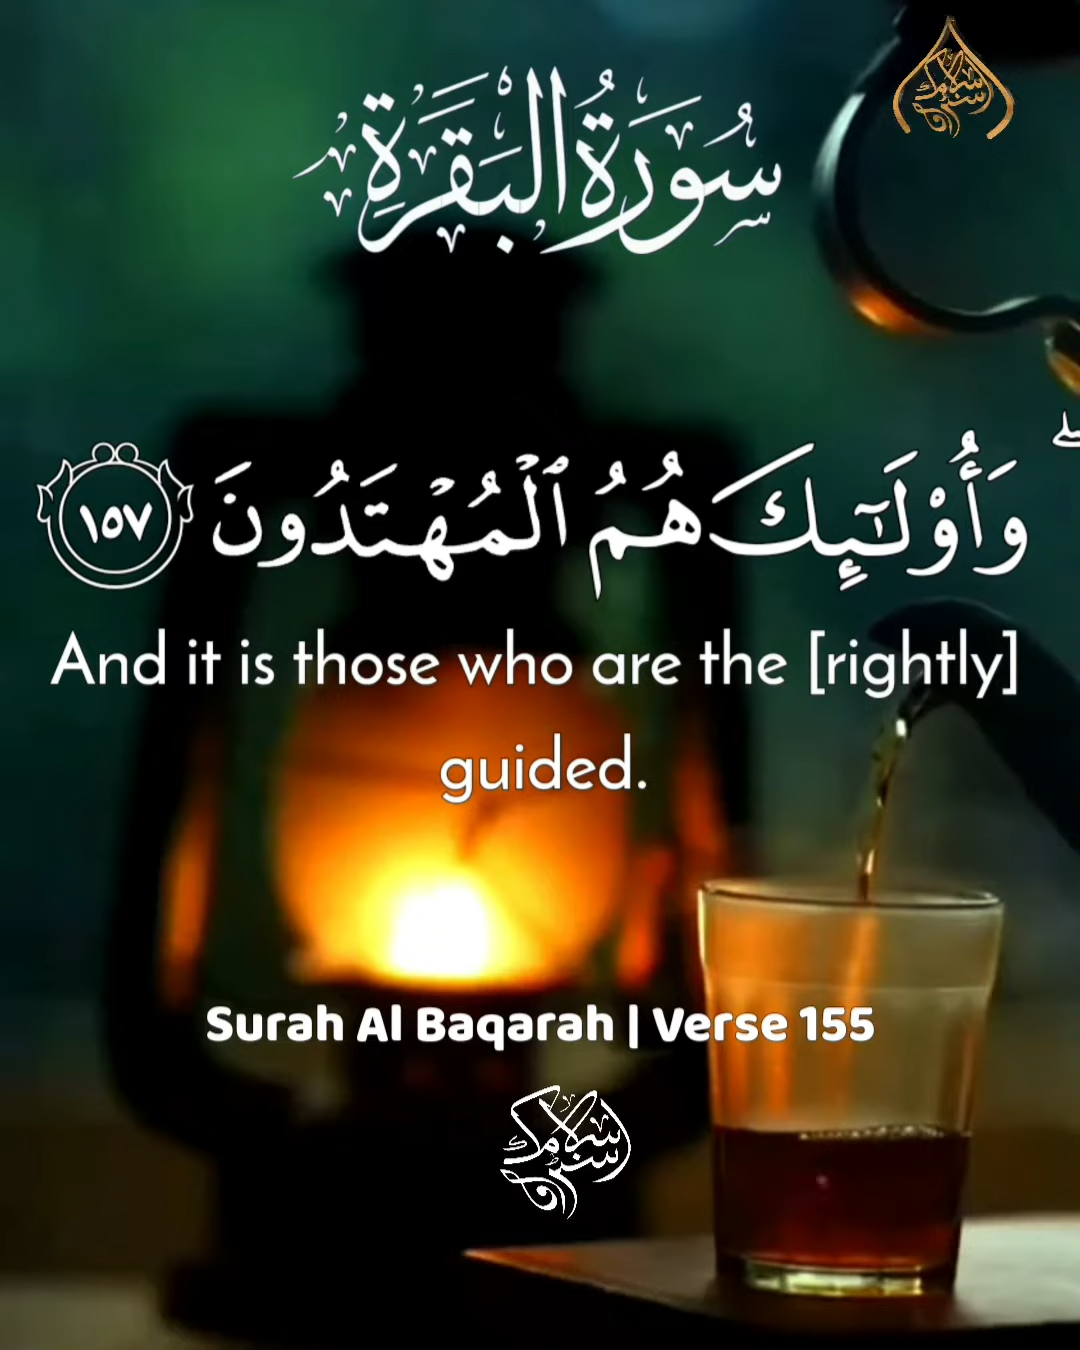 سُورَةُ البَقَرَةِ
وَأُو۟لَـٰٓئِكَ هُمُ ٱلْمُهْتَدُونَ ١٥٧
And it is those who are the [rightly]
guided.
Surah Al Baqarah | Verse 155